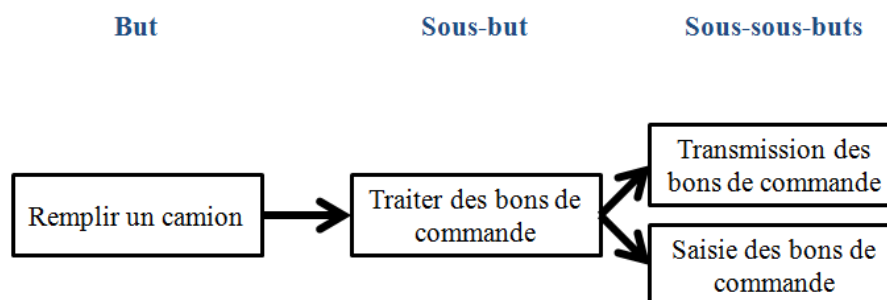 But
Sous-but
Sous-sous-buts
Remplir un camion
Traiter des bons de
commande
Transmission des
bons de commande
Saisie des bons de
commande